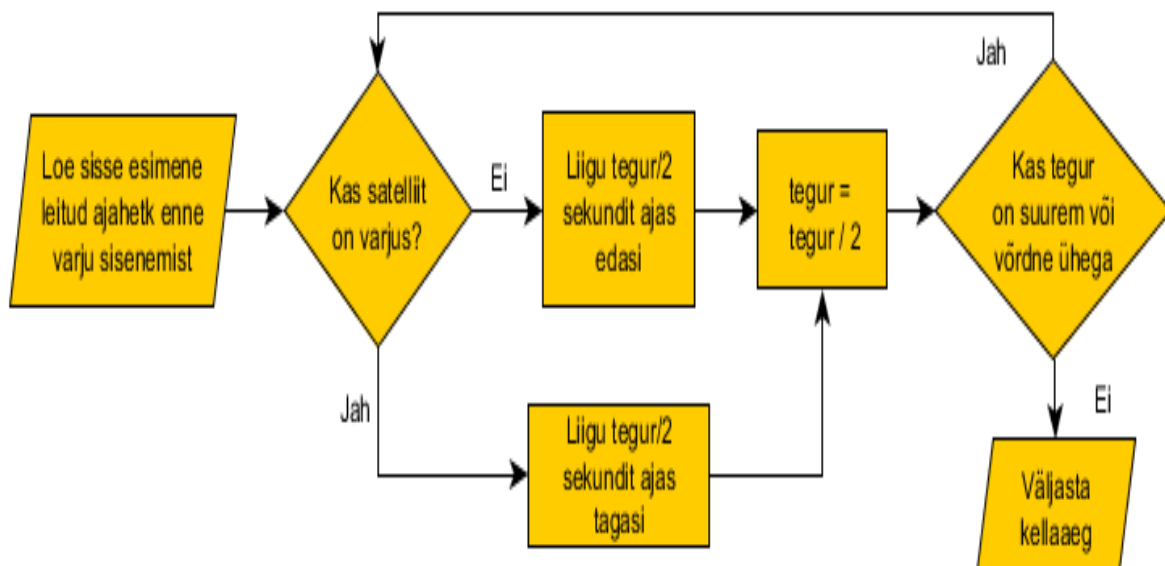 Loe sisse esimene
leitud ajahetk enne
varju sisenemist
Kas satelliit
on varjus?
Ei
Liigu tegur/2
sekundit ajas
edasi
tegur =
tegur / 2
Jah
Kas tegur
on suurem või
võrdne ühega
Jah
Liigu tegur/2
sekundit ajas
tagasi
Ei
Väljasta
kellaaeg